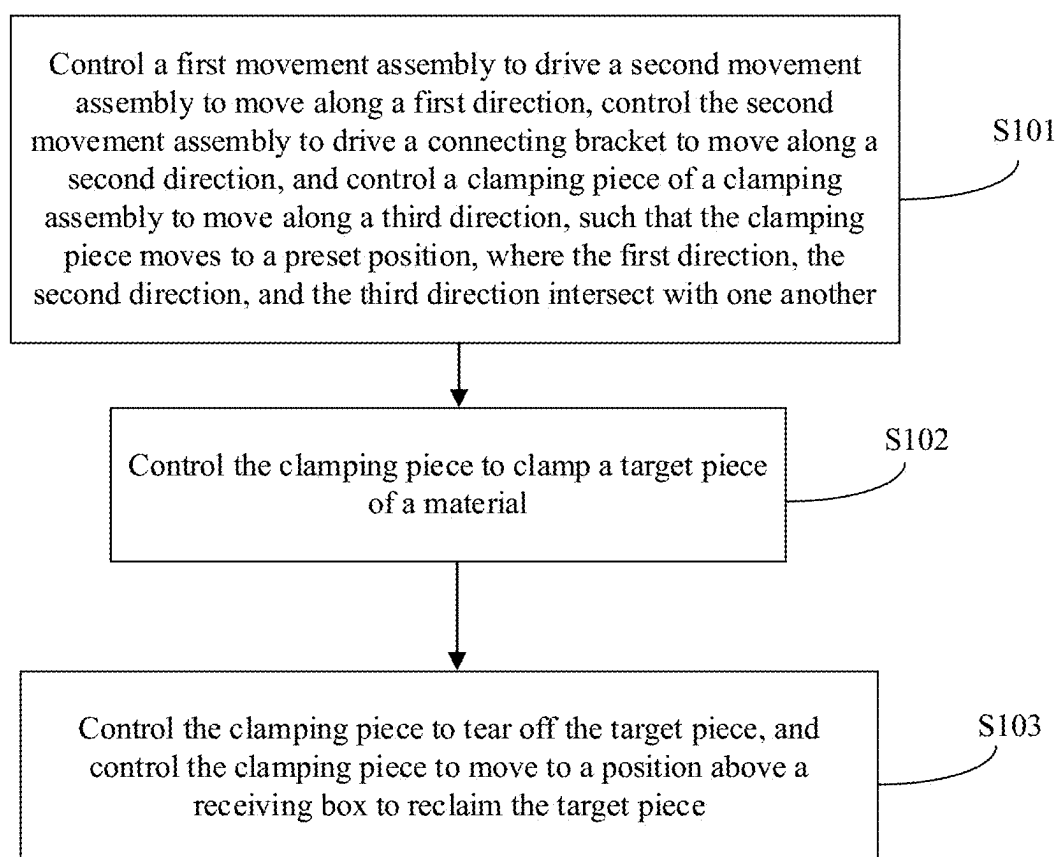 Control a first movement assembly to drive a second movement
assembly to move along a first direction, control the second
movement assembly to drive a connecting bracket to move along a
second direction, and control a clamping piece of a clamping
assembly to move along a third direction, such that the clamping
piece moves to a preset position, where the first direction, the
second direction, and the third direction intersect with one another
S101
Control the clamping piece to clamp a target piece
of a material
S102
Control the clamping piece to tear off the target piece, and
control the clamping piece to move to a position above a
receiving box to reclaim the target piece
S103